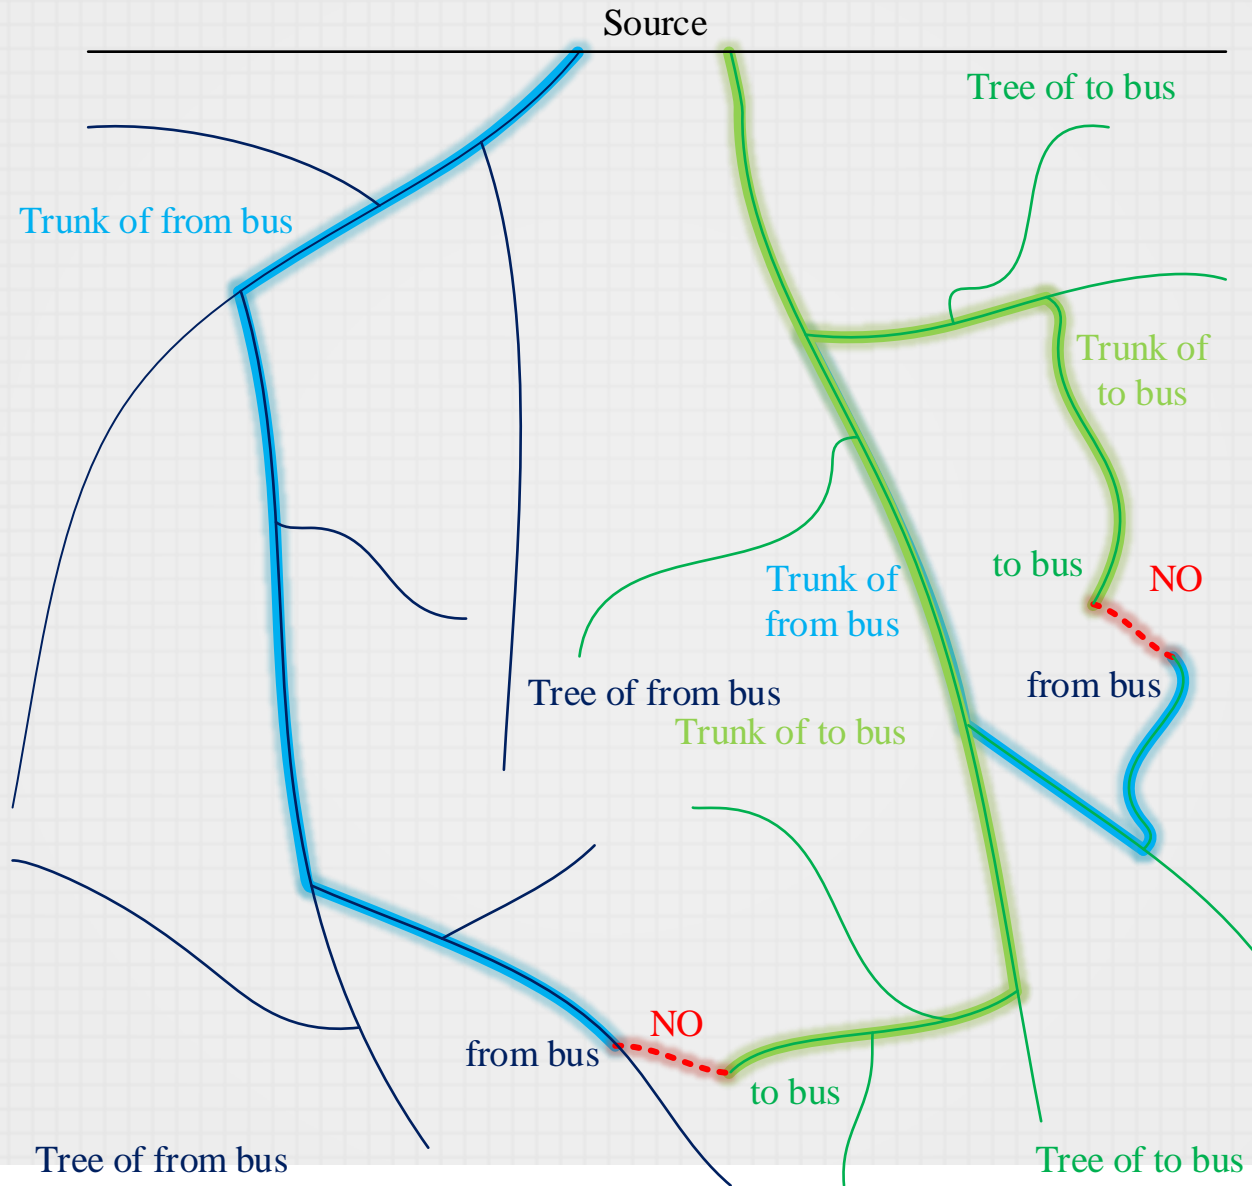 Source
Tree of to bus
Trunk of from bus
Trunk of
to bus
to bus
NO
Trunk of
from bus
from bus
Tree of from bus
Trunk of to bus
NO
from bus
to bus
Tree of from bus
Tree of to bus